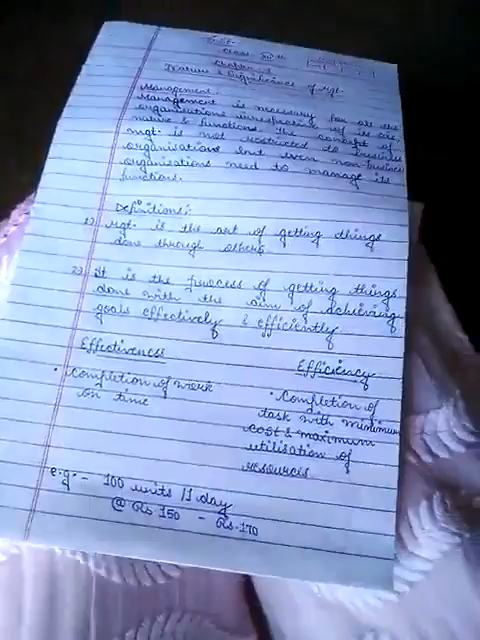 Chapter-1
Nature & Significance of Mgt.
Management:
Management is necessary for all the
organisations irrespective of its size,
nature & functions. The concept of
mgt. is not restricted to business
organisations but even non-business
organisations need to manage its
functions.
Definitions:
1) Mgt. is the art of getting things
done through others.
2) It is the process of getting things
done with the aim of achieving
goals effectively & efficiently
Effectiveness
• Completion of work
on time
Efficiency
• Completion of
task with minimum
cost & maximum
utilisation of
resources
e.g:- 100 units /1 day
@ Rs 150 - Rs.170